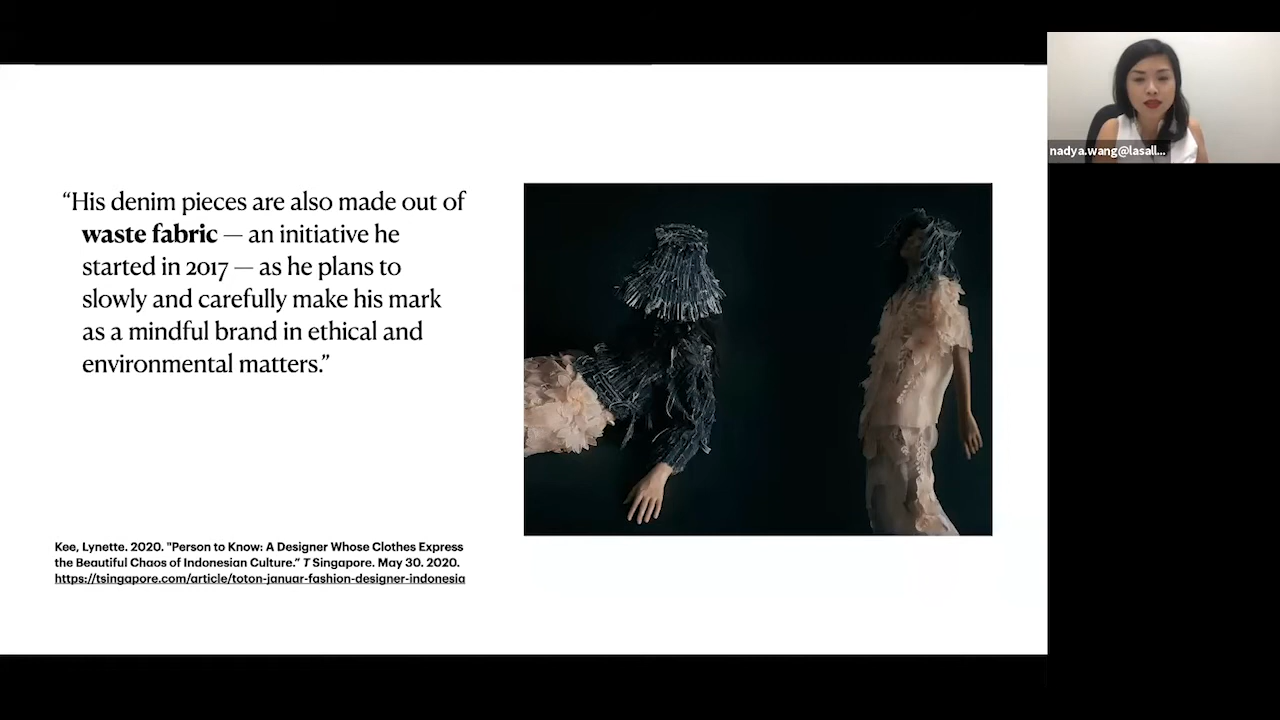 “His denim pieces are also made out of
waste fabric — an initiative he
started in 2017 — as he plans to
slowly and carefully make his mark
as a mindful brand in ethical and
environmental matters.”
Kee, Lynette. 2020. "Person to Know: A Designer Whose Clothes Express
the Beautiful Chaos of Indonesian Culture.” T Singapore. May 30. 2020.
https://tsingapore.com/article/toton-januar-fashion-designer-indonesia
nadya.wang@lasall...